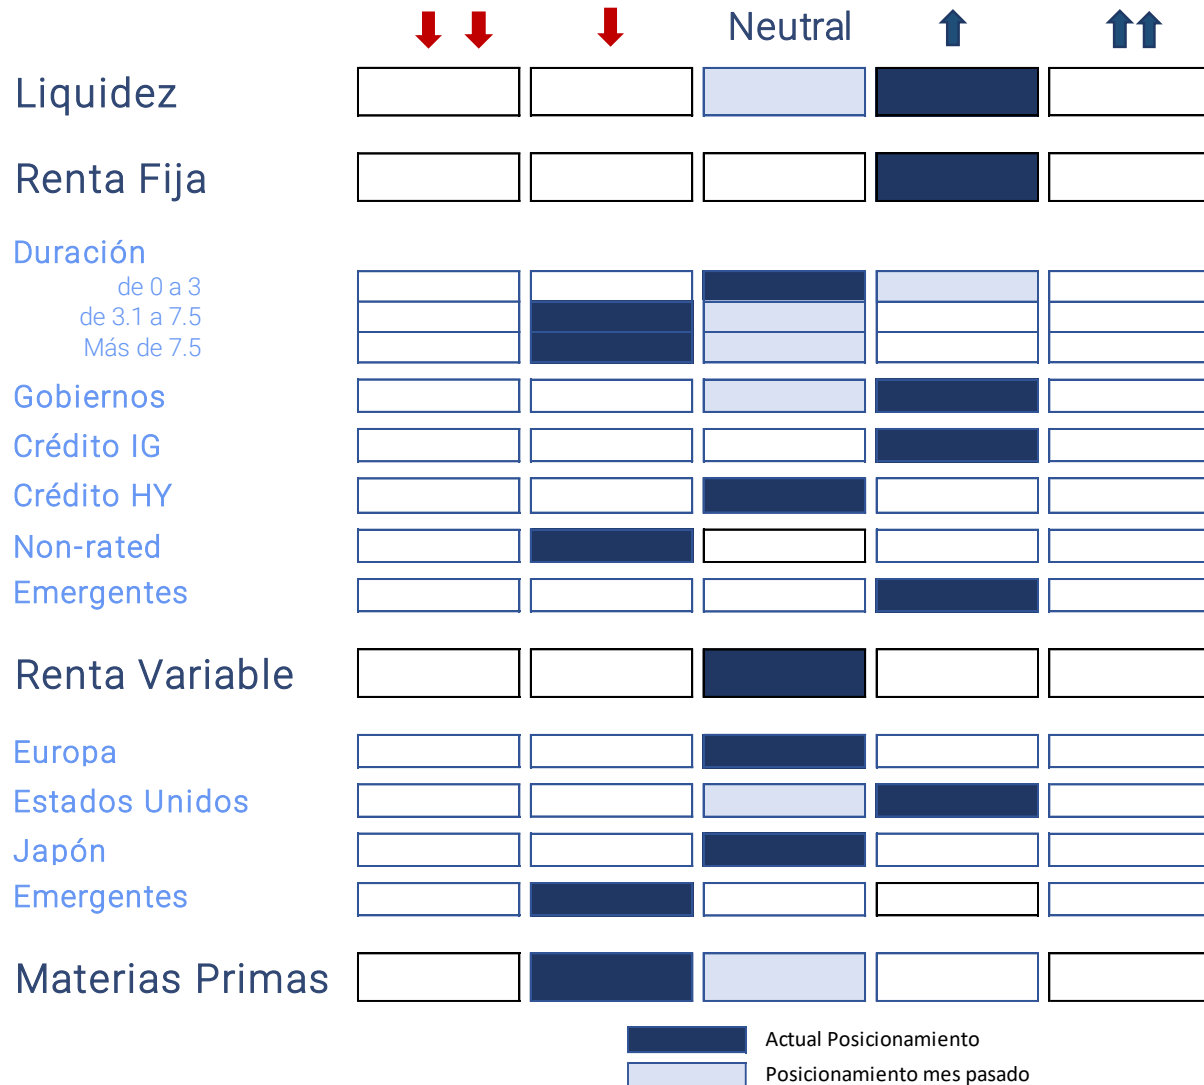 Neutral
Liquidez
Renta Fija
Duración
de 0 a 3
de 3.1 a 7.5
Más de 7.5
Gobiernos
Crédito IG
Crédito HY
Non-rated
Emergentes
Renta Variable
Europa
Estados Unidos
Japón
Emergentes
Materias Primas
Actual Posicionamiento
Posicionamiento mes pasado